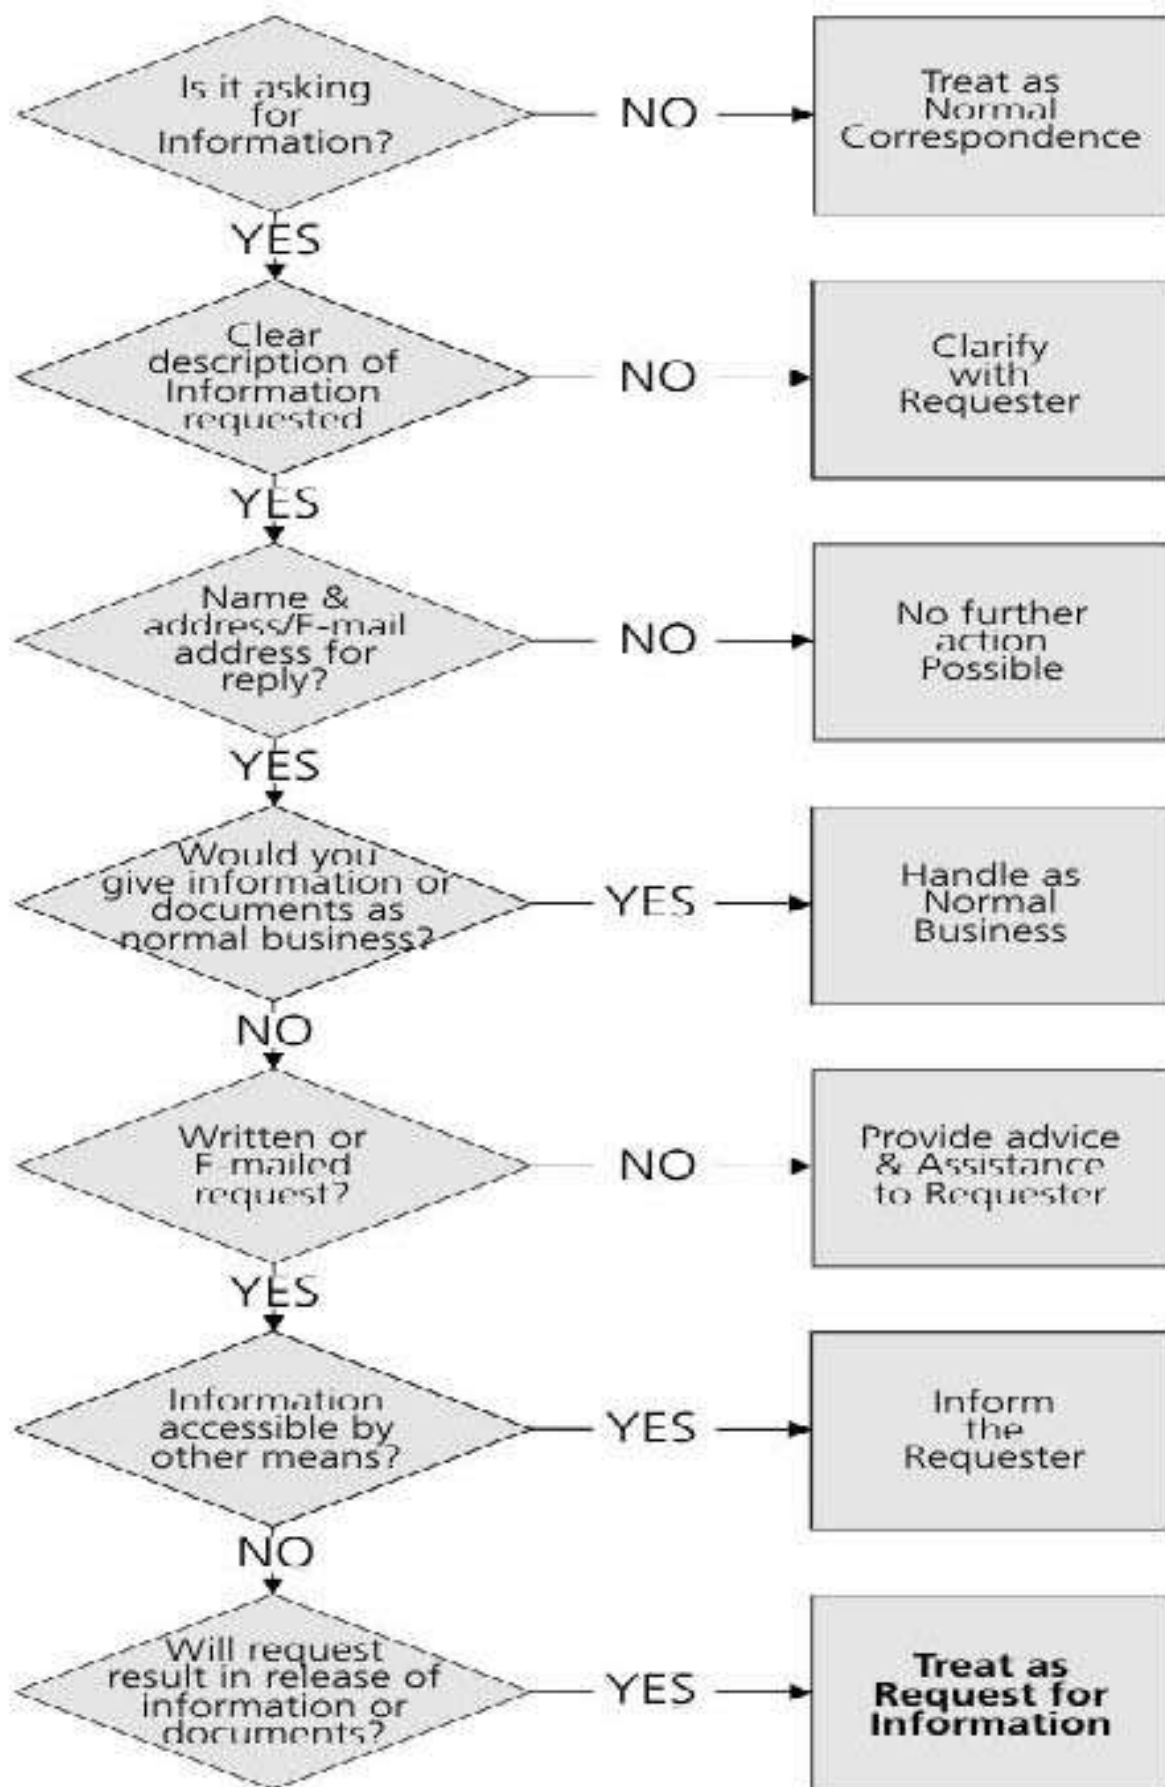 Is it asking
for
Information?
NO
Treat as
Normal
Correspondence
YES
Clear
description of
Information
requested
NO
Clarify
with
Requester
YES
Name &
address/E-mail
address for
reply?
NO
No further
action
Possible
YES
Would you
give information or
documents as
normal business?
YES
Handle as
Normal
Business
NO
Written or
E-mailed
request?
NO
Provide advice
& Assistance
to Requester
YES
Information
accessible by
other means?
YES
Inform
the
Requester
NO
Will request
result in release of
information or
documents?
YES
Treat as
Request for
Information